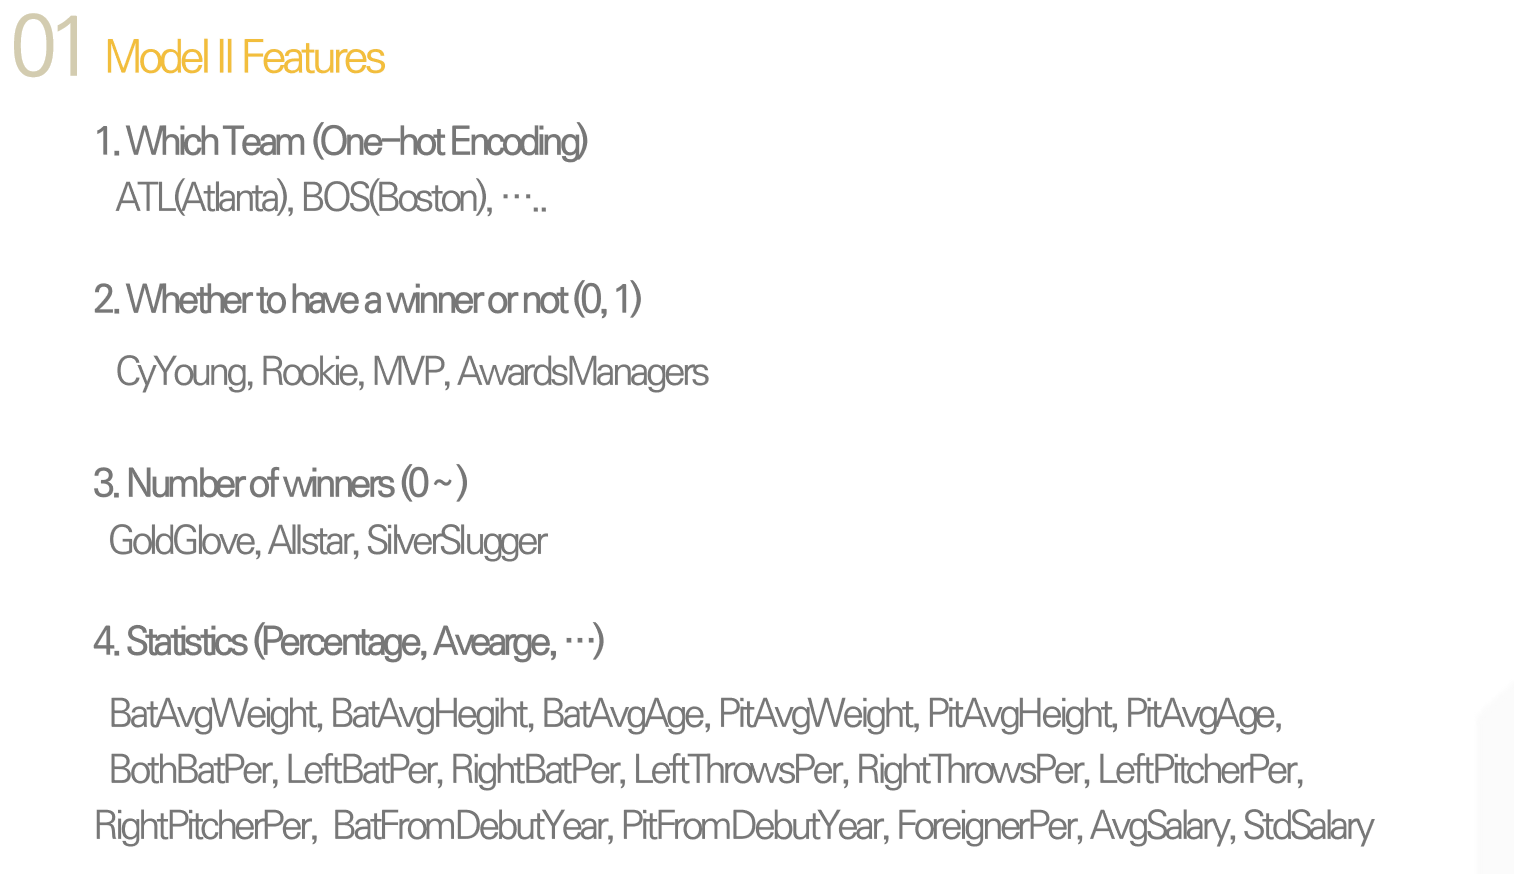 01 Model II Features
1. Which Team (One-hot Encoding)
ATL(Atlanta), BOS(Boston), …..
2. Whether to have a winner or not (0, 1)
CyYoung, Rookie, MVP, AwardsManagers
3. Number of winners (0 ~ )
GoldGlove, Allstar, SilverSlugger
4. Statistics (Percentage, Avearge, …)
BatAvgWeight, BatAvgHegiht, BatAvgAge, PitAvgWeight, PitAvgHeight, PitAvgAge,
BothBatPer, LeftBatPer, RightBatPer, LeftThrowsPer, RightThrowsPer, LeftPitcherPer,
RightPitcherPer, BatFromDebutYear, PitFromDebutYear, ForeignerPer, AvgSalary, StdSalary